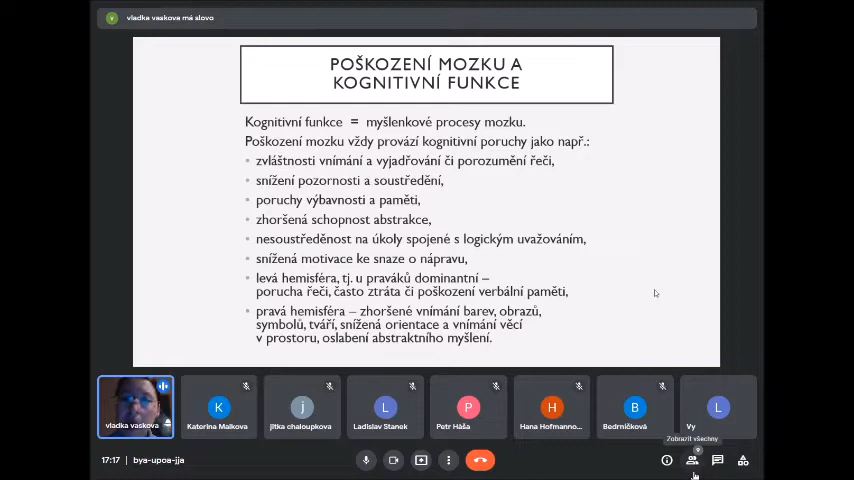 v
vladka vaskova má slovo
POŠKOZENÍ MOZKU A
KOGNITIVNÍ FUNKCE
Kognitivní funkce = myšlenkové procesy mozku.
Poškození mozku vždy provází kognitivní poruchy jako např.:
• zvláštnosti vnímání a vyjadřování či porozumění řeči,
• snížení pozornosti a soustředění,
• poruchy výbavnosti a paměti,
• zhoršená schopnost abstrakce,
• nesoustředěnost na úkoly spojené s logickým uvažováním,
• snížená motivace ke snaze o nápravu,
• levá hemisféra, tj. u praváků dominantní –
porucha řeči, často ztráta či poškození verbální paměti,
• pravá hemisféra – zhoršené vnímání barev, obrazů,
symbolů, tváří, snížená orientace a vnímání věcí
v prostoru, oslabení abstraktního myšlení.
K
j
L
P
H
B
L
vladka vaskova
Katerina Malkova
jitka chaloupkova
Ladislav Stanek
Petr Háša
Hana Hofmanno...
Bedrníčková
Vy
Zobrazit všechny
9
17:17 | bya-upoa-jja